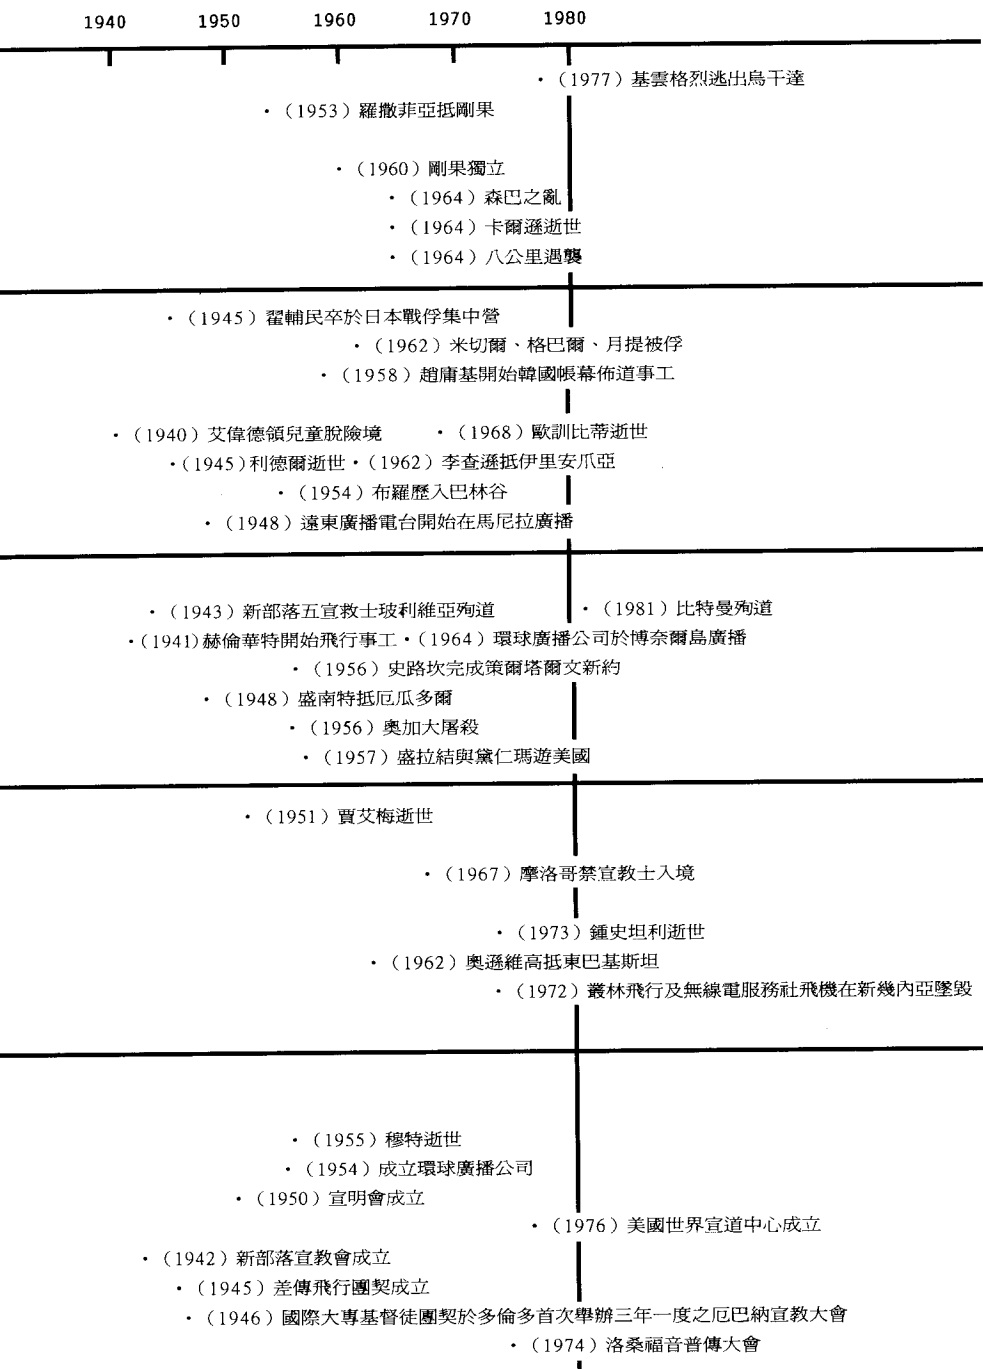 1940 1950 1960 1970 1980
・（1977）基雲格烈逃出烏干達
・（1953）羅撒菲亞抵剛果
・（1960）剛果獨立
・（1964）森巴之亂
・（1964）卡爾遜逝世
・（1964）八公里遇襲
・（1945）翟輔民卒於日本戰俘集中營
・（1962）米切爾、格巴爾、月提被俘
・（1958）趙庸基開始韓國帳幕佈道事工
・（1940）艾偉德領兒童脫險境 ・（1968）歐訓比蒂逝世
・（1945）利德爾逝世・（1962）李查遜抵伊里安爪亞
・（1954）布羅歷入巴林谷
・（1948）遠東廣播電台開始在馬尼拉廣播
・（1943）新部落五宣教士玻利維亞殉道 ・（1981）比特曼殉道
・（1941）赫倫華特開始飛行事工・（1964）環球廣播公司於博奈爾島廣播
・（1956）史路坎完成策爾塔爾文新約
・（1948）盛南特抵厄瓜多爾
・（1956）奧加大屠殺
・（1957）盛拉結與黛仁瑪遊美國
・（1951）賈艾梅逝世
・（1967）摩洛哥禁宣教士入境
・（1973）鍾史坦利逝世
・（1962）奧遜維高抵東巴基斯坦
・（1972）叢林飛行及無線電服務社飛機在新幾內亞墜毀
・（1955）穆特逝世
・（1954）成立環球廣播公司
・（1950）宣明會成立
・（1976）美國世界宣道中心成立
・（1942）新部落宣教會成立
・（1945）差傳飛行團契成立
・（1946）國際大專基督徒團契於多倫多首次舉辦三年一度之厄巴納宣教大會
・（1974）洛桑福音普傳大會